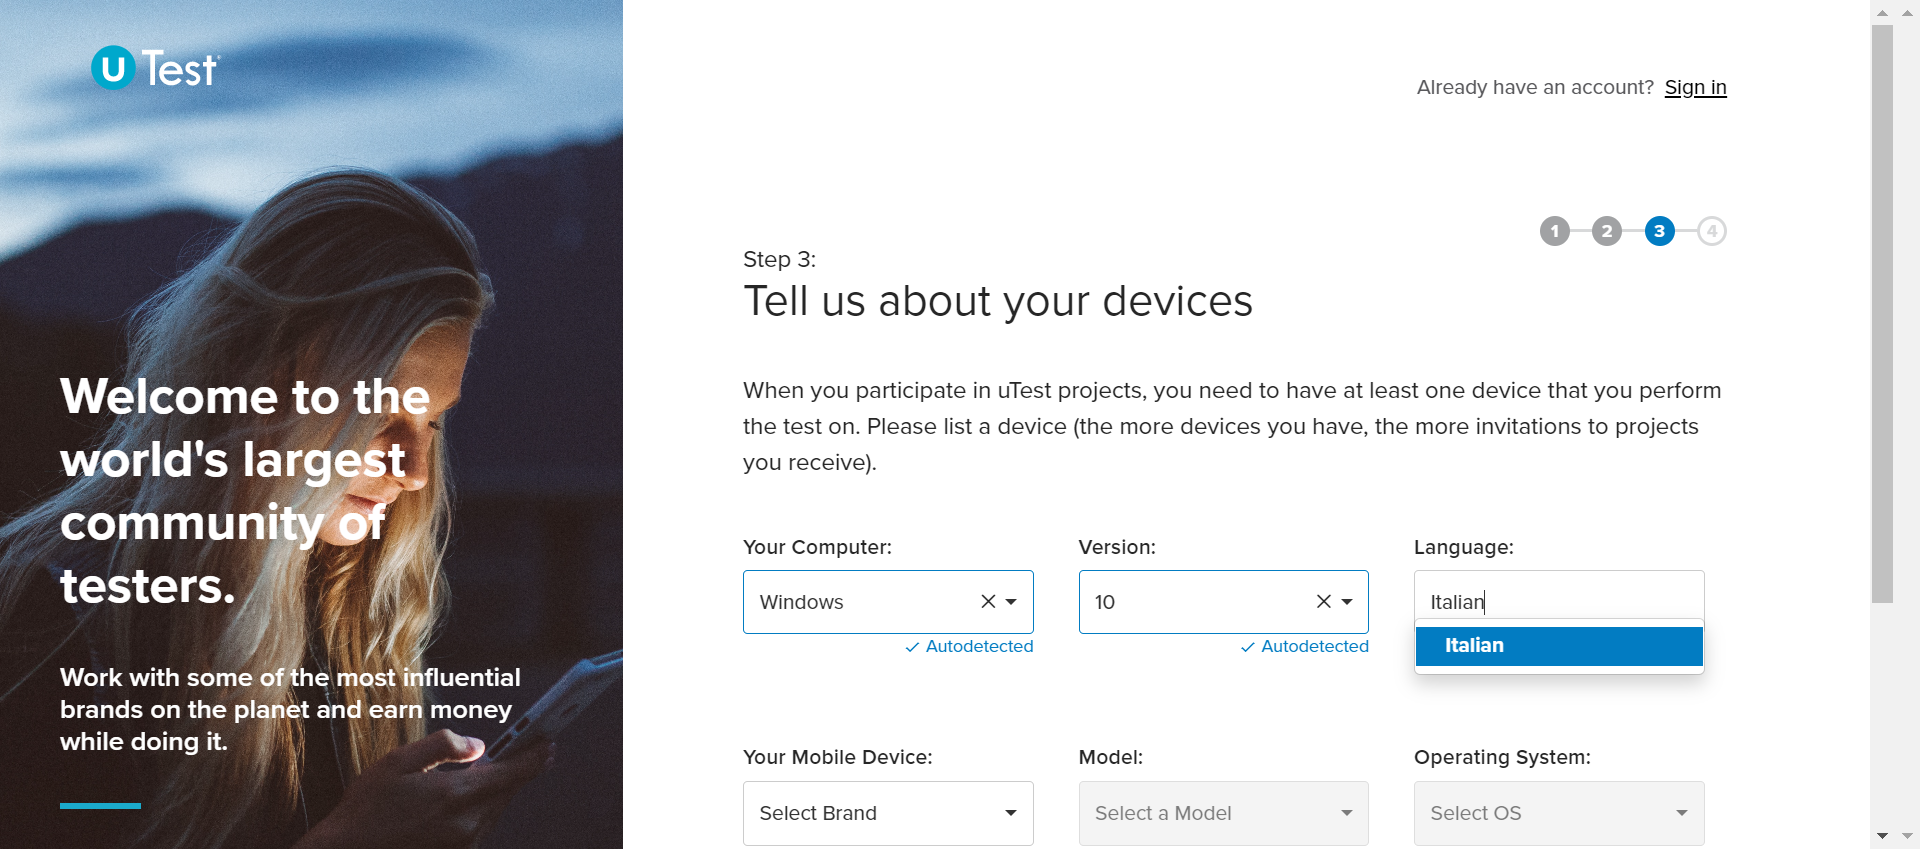 u Test
Already have an account? Sign in
1 2 3 4
Step 3:
Tell us about your devices
When you participate in uTest projects, you need to have at least one device that you perform
the test on. Please list a device (the more devices you have, the more invitations to projects
you receive).
Your Computer: Version: Language:
Windows 10 Italian
Autodetected Autodetected Italian
Your Mobile Device: Model: Operating System:
Select Brand Select a Model Select OS
Welcome to the
world's largest
community of
testers.
Work with some of the most influential
brands on the planet and earn money
while doing it.